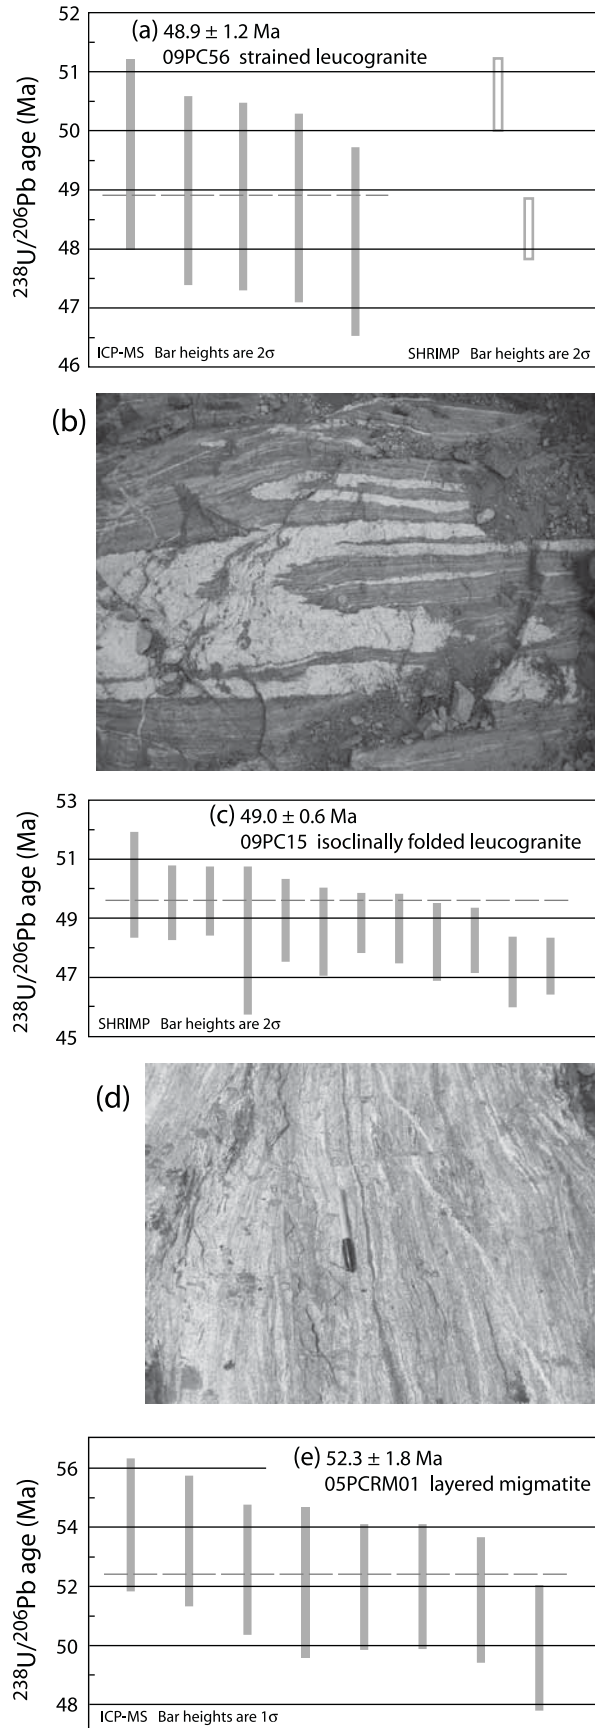 (a) 48.9 ± 1.2 Ma
09PC56 strained leucogranite
238U/206Pb age (Ma)
52
51
50
49
48
47
46
ICP-MS Bar heights are 2σ
SHRIMP Bar heights are 2σ
(b)
(c) 49.0 ± 0.6 Ma
09PC15 isoclinally folded leucogranite
238U/206Pb age (Ma)
53
51
49
47
45
SHRIMP Bar heights are 2σ
(d)
(e) 52.3 ± 1.8 Ma
05PCRM01 layered migmatite
238U/206Pb age (Ma)
56
54
52
50
48
ICP-MS Bar heights are 1σ